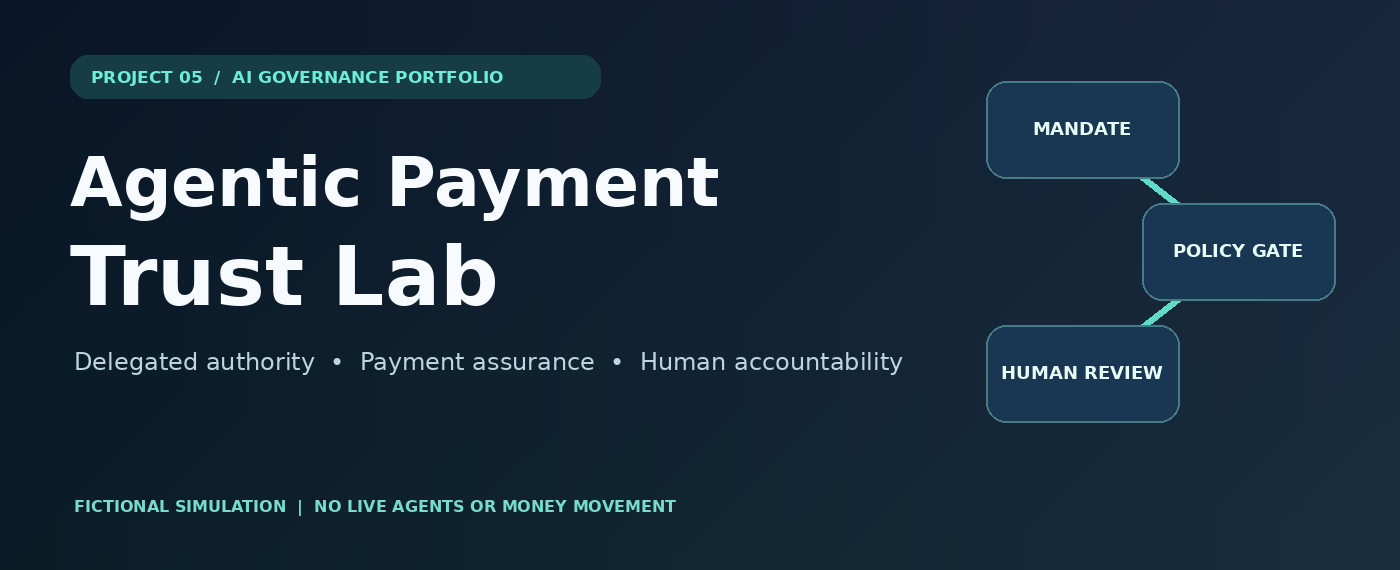 PROJECT 05 / AI GOVERNANCE PORTFOLIO
Agentic Payment
Trust Lab
Delegated authority • Payment assurance • Human accountability
FICTIONAL SIMULATION | NO LIVE AGENTS OR MONEY MOVEMENT
MANDATE
POLICY GATE
HUMAN REVIEW